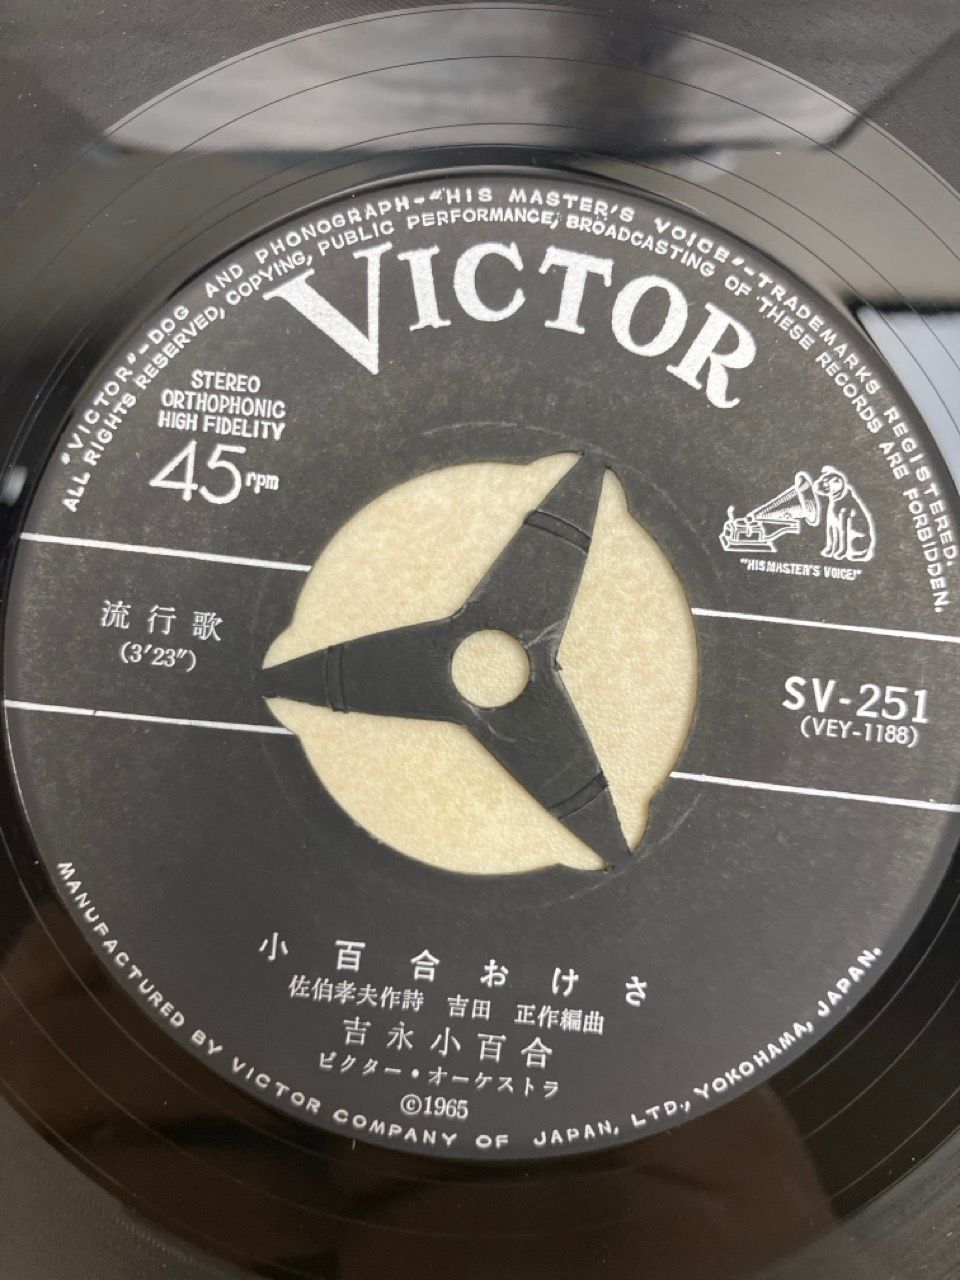 "VICTOR"-DOG AND PHONOGRAPH-"HIS MASTER'S VOICE"-TRADEMARKS REGISTERED.
ALL RIGHTS RESERVED, COPYING, PUBLIC PERFORMANCE, BROADCASTING OF THESE RECORDS ARE FORBIDDEN.
VICTOR
STEREO
ORTHOPHONIC
HIGH FIDELITY
45 rpm
"HIS MASTER'S VOICE"
流行歌
(3′23″)
SV-251
(VEY-1188)
小百合おけさ
佐伯孝夫作詩 吉田 正作編曲
吉永小百合
ビクター・オーケストラ
©1965
MANUFACTURED BY VICTOR COMPANY OF JAPAN, LTD., YOKOHAMA, JAPAN.